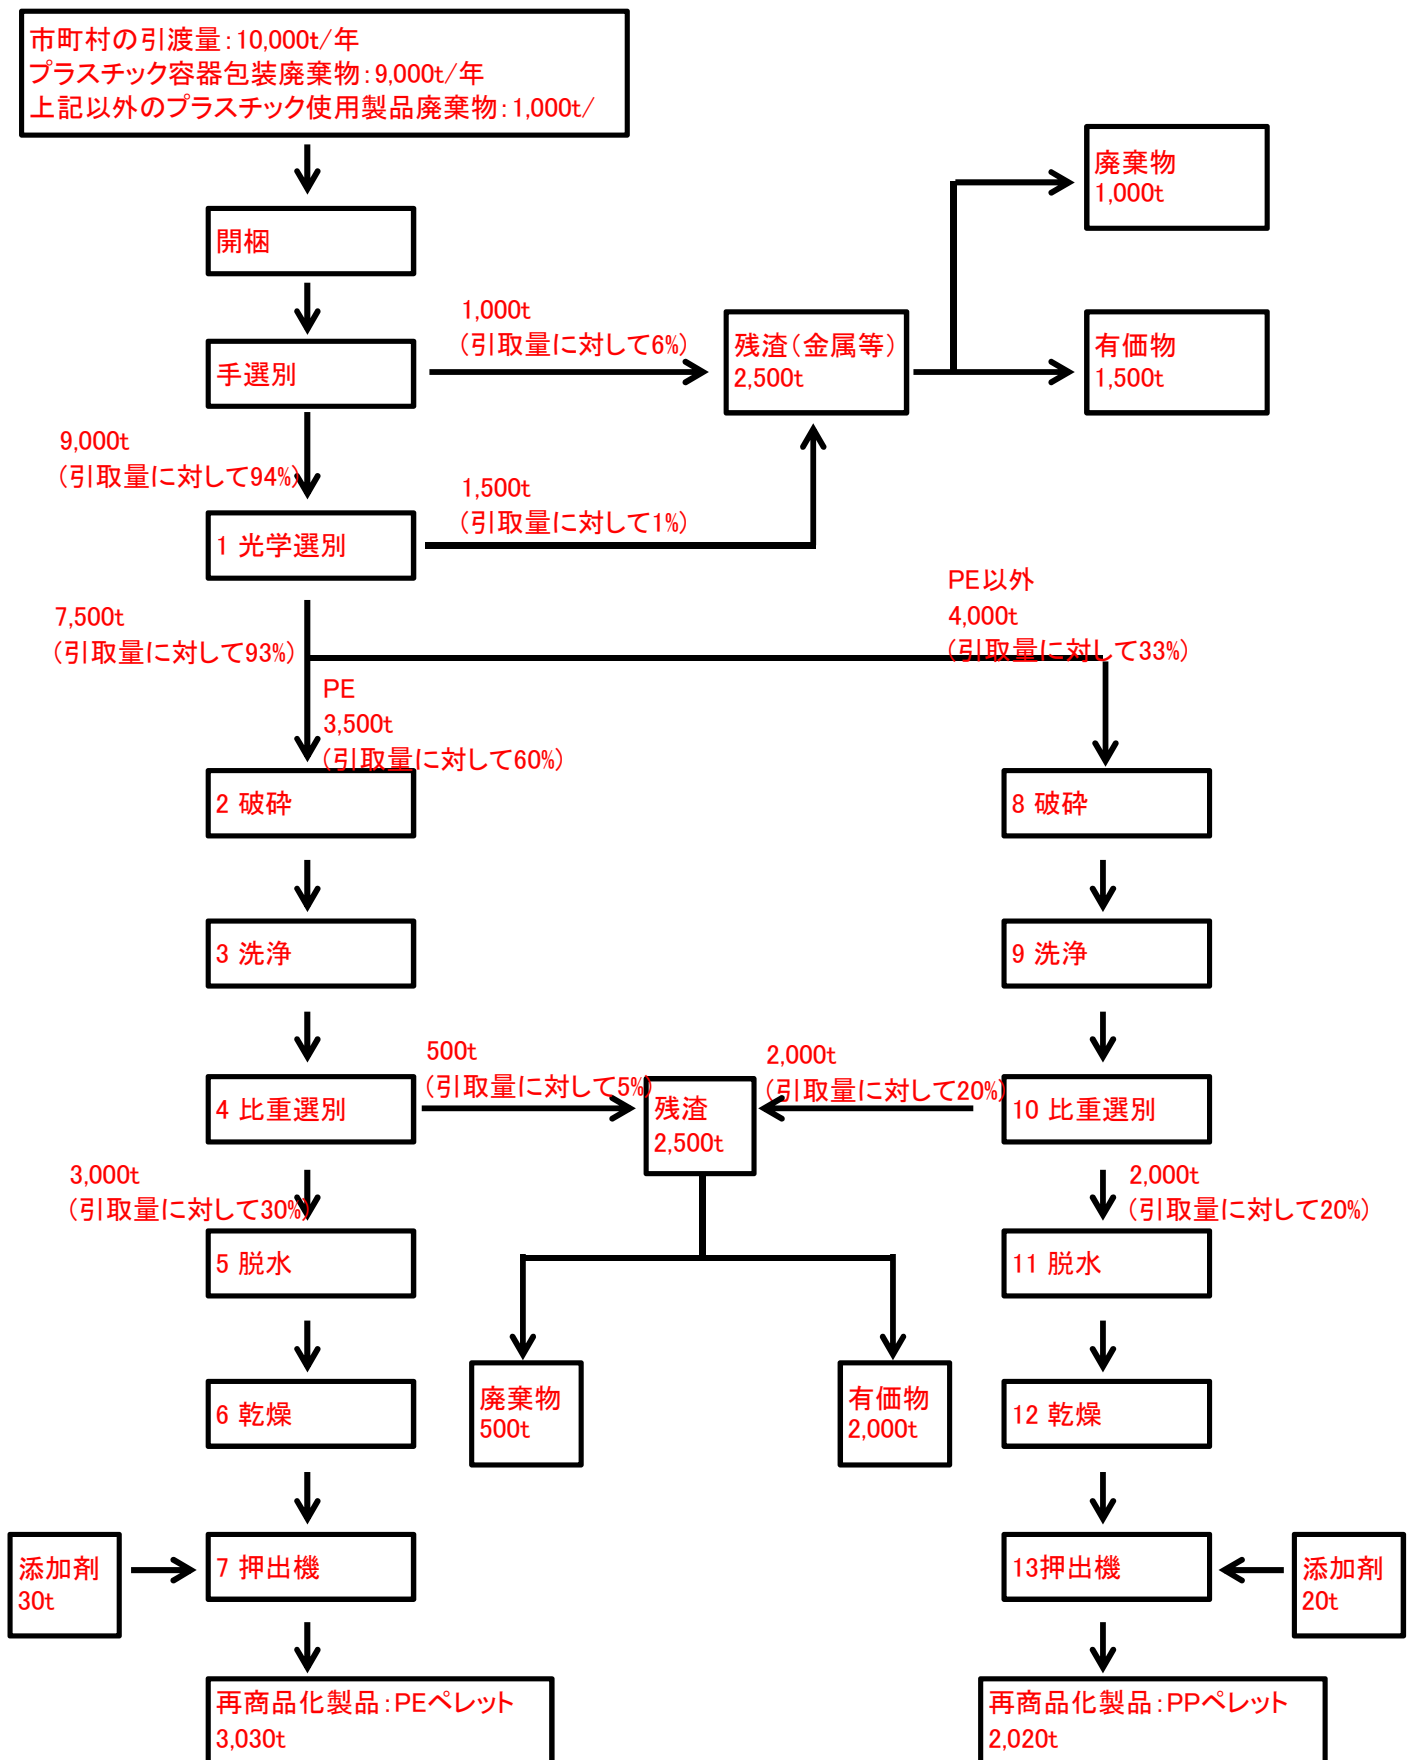 市町村の引渡量：10,000t/年
プラスチック容器包装廃棄物：9,000t/年
上記以外のプラスチック使用製品廃棄物：1,000t/
廃棄物
1,000t
開梱
1,000t
(引取量に対して6%)
残渣（金属等）
2,500t
有価物
1,500t
手選別
9,000t
(引取量に対して94%)
1,500t
(引取量に対して1%)
1 光学選別
PE以外
4,000t
(引取量に対して33%)
7,500t
(引取量に対して93%)
PE
3,500t
(引取量に対して60%)
2 破砕
8 破砕
3 洗浄
9 洗浄
500t
(引取量に対して5%)
2,000t
(引取量に対して20%)
4 比重選別
残渣
2,500t
10 比重選別
3,000t
(引取量に対して30%)
2,000t
(引取量に対して20%)
5 脱水
11 脱水
廃棄物
500t
有価物
2,000t
6 乾燥
12 乾燥
添加剤
30t
7 押出機
13押出機
添加剤
20t
再商品化製品：PEペレット
3,030t
再商品化製品：PPペレット
2,020t